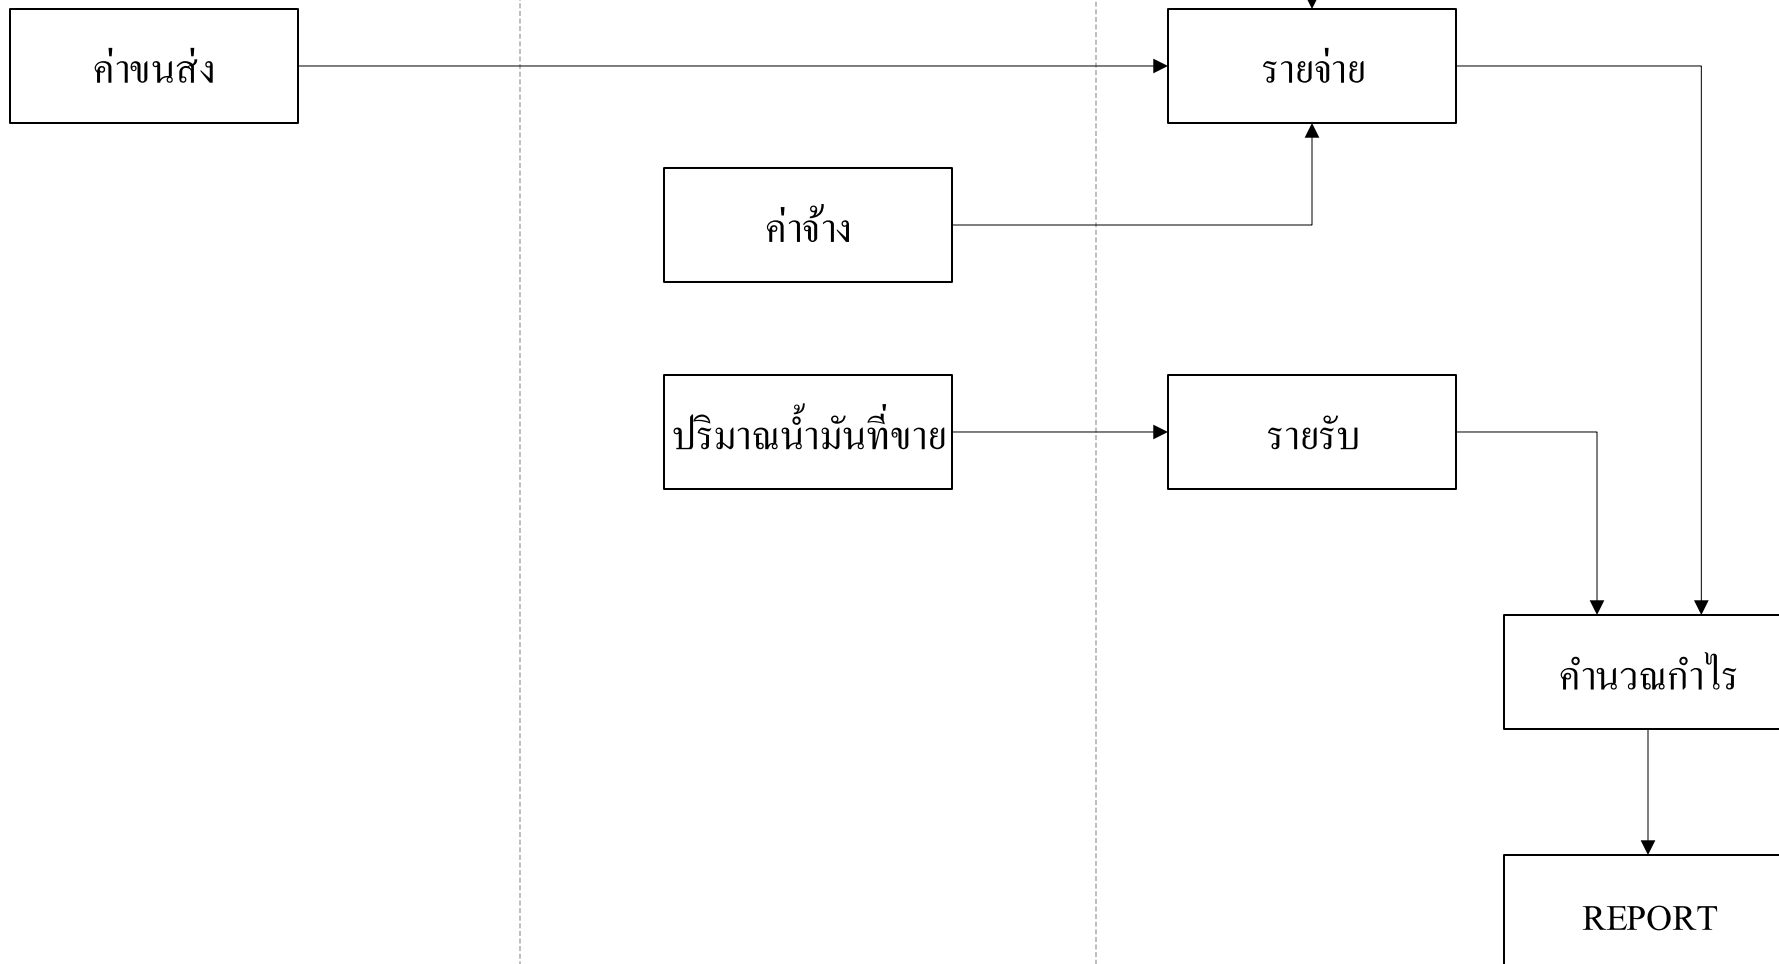 ค่าขนส่ง
รายจ่าย
ค่าจ้าง
ปริมาณน้ำมันที่ขาย
รายรับ
คำนวณกำไร
REPORT